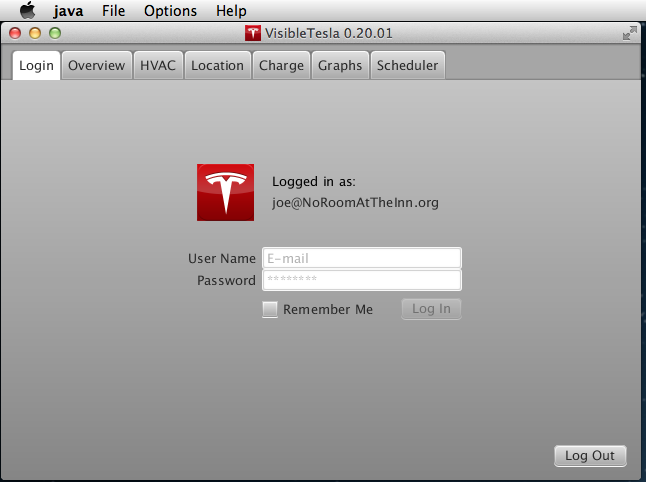 java File Options Help
VisibleTesla 0.20.01
Login Overview HVAC Location Charge Graphs Scheduler
Logged in as:
joe@NoRoomAtTheInn.org
User Name E-mail
Password ********
Remember Me Log In
Log Out